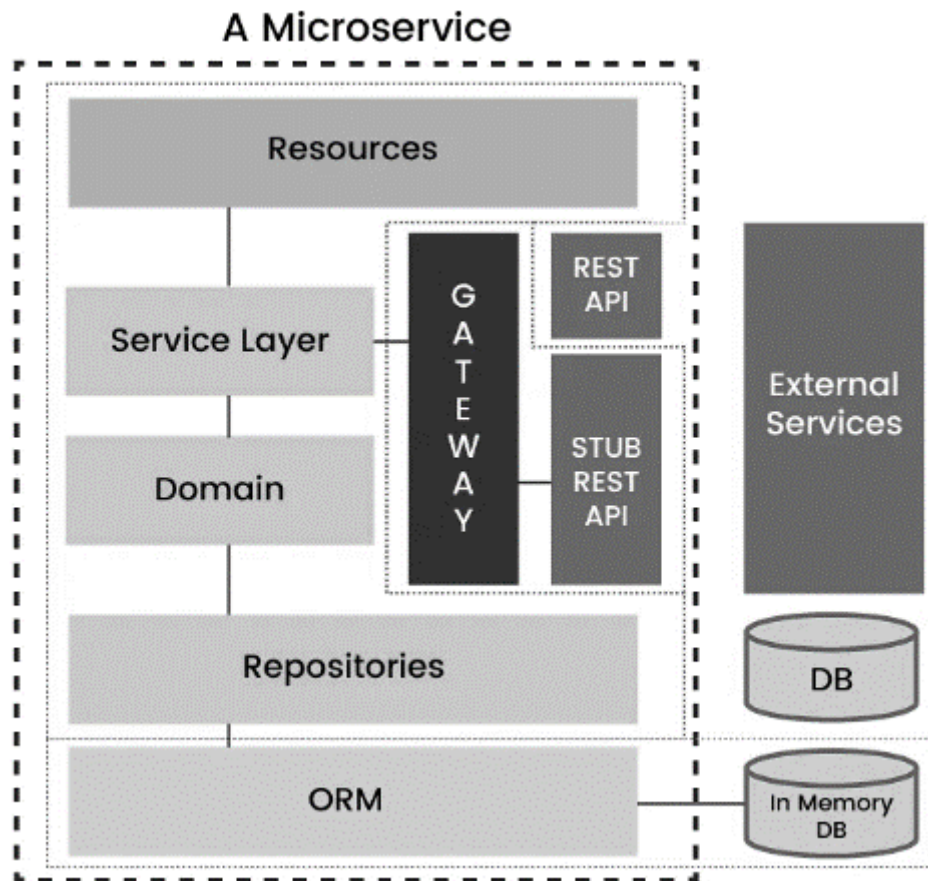 A Microservice
Resources
Service Layer
Domain
G
A
T
E
W
A
Y
REST
API
STUB
REST
API
External
Services
Repositories
DB
ORM
In Memory
DB